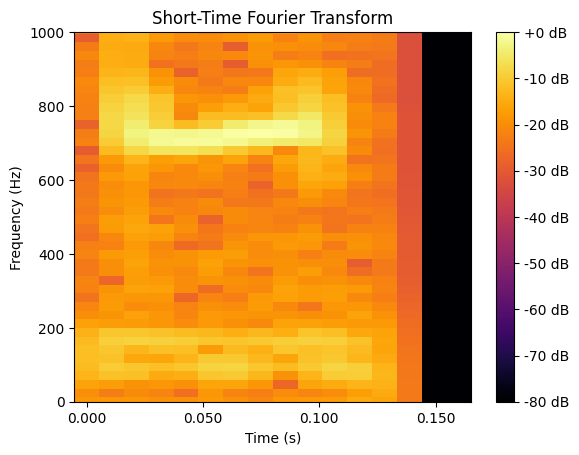 Short-Time Fourier Transform
1000
800
600
400
200
0
Frequency (Hz)
0.000
0.050
0.100
0.150
Time (s)
+0 dB
-10 dB
-20 dB
-30 dB
-40 dB
-50 dB
-60 dB
-70 dB
-80 dB